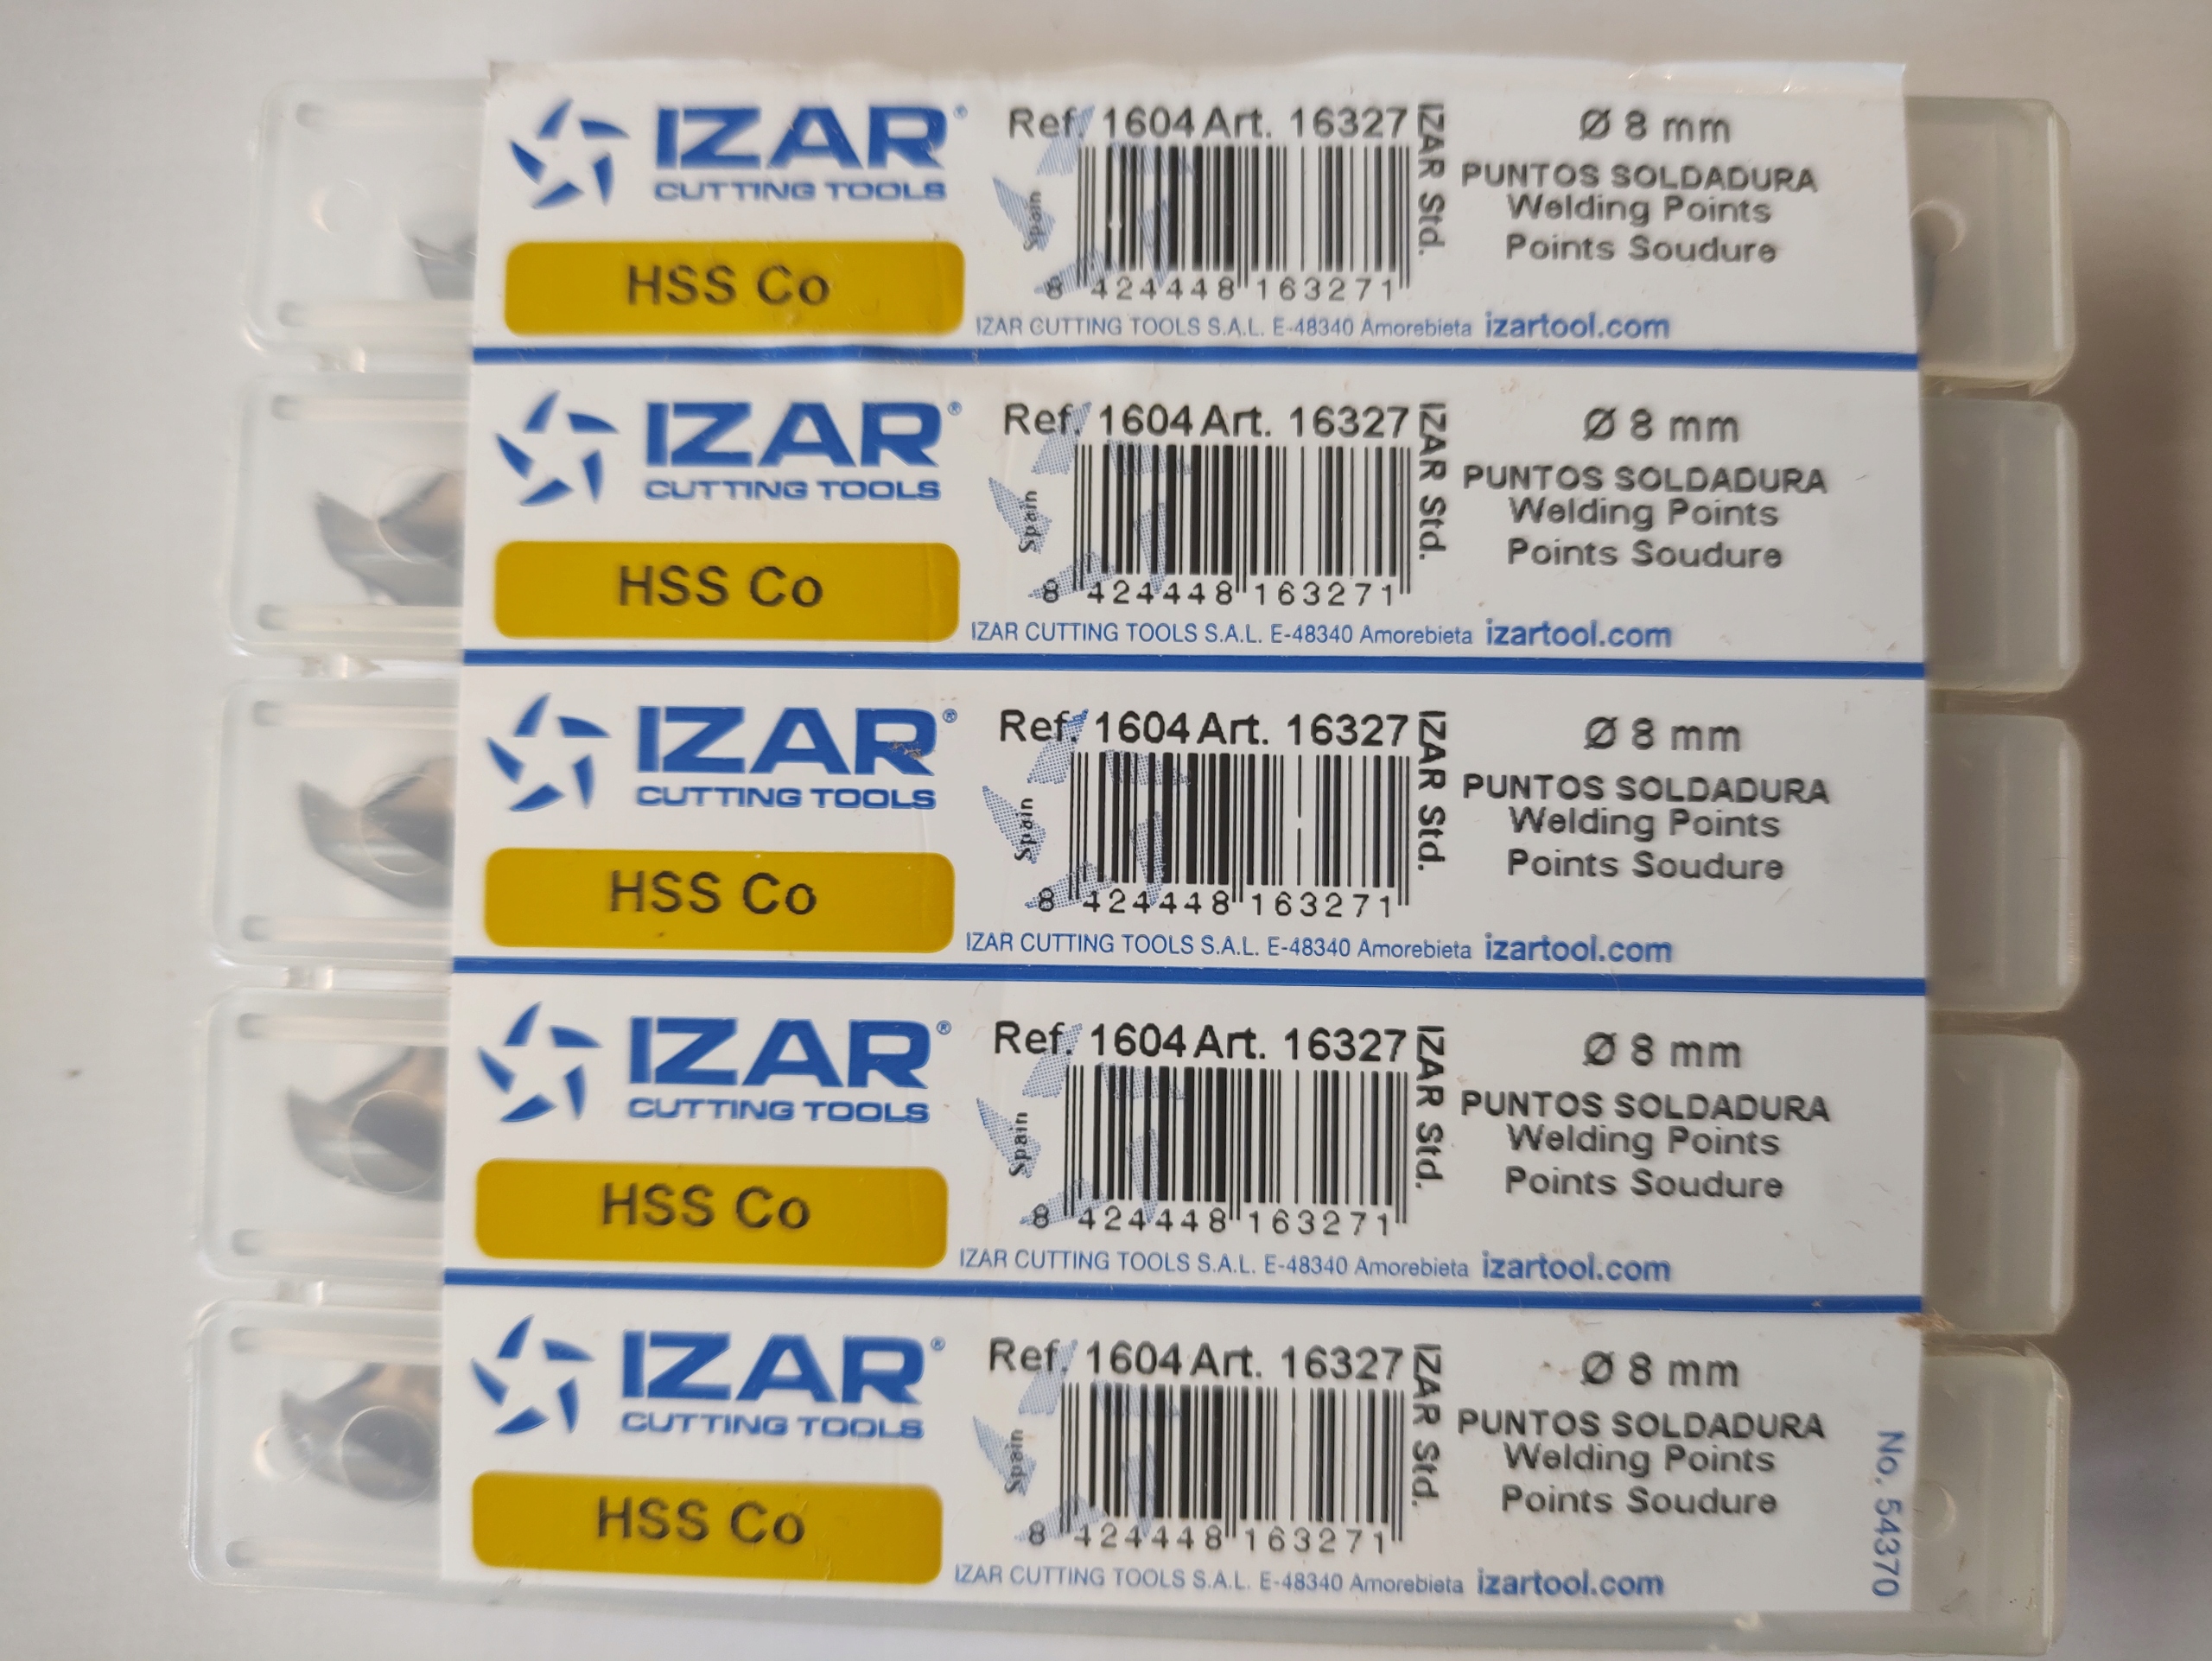 IZAR®
CUTTING TOOLS
HSS Co
Ref. 1604 Art. 16327
Spain
8 424448 163271
IZAR Std.
Ø 8 mm
PUNTOS SOLDADURA
Welding Points
Points Soudure
IZAR CUTTING TOOLS S.A.L. E-48340 Amorebieta izartool.com
IZAR®
CUTTING TOOLS
HSS Co
Ref. 1604 Art. 16327
Spain
8 424448 163271
IZAR Std.
Ø 8 mm
PUNTOS SOLDADURA
Welding Points
Points Soudure
IZAR CUTTING TOOLS S.A.L. E-48340 Amorebieta izartool.com
IZAR®
CUTTING TOOLS
HSS Co
Ref. 1604 Art. 16327
Spain
8 424448 163271
IZAR Std.
Ø 8 mm
PUNTOS SOLDADURA
Welding Points
Points Soudure
IZAR CUTTING TOOLS S.A.L. E-48340 Amorebieta izartool.com
IZAR®
CUTTING TOOLS
HSS Co
Ref. 1604 Art. 16327
Spain
8 424448 163271
IZAR Std.
Ø 8 mm
PUNTOS SOLDADURA
Welding Points
Points Soudure
IZAR CUTTING TOOLS S.A.L. E-48340 Amorebieta izartool.com
IZAR®
CUTTING TOOLS
HSS Co
Ref. 1604 Art. 16327
Spain
8 424448 163271
IZAR Std.
Ø 8 mm
PUNTOS SOLDADURA
Welding Points
Points Soudure
IZAR CUTTING TOOLS S.A.L. E-48340 Amorebieta izartool.com
No. 54370